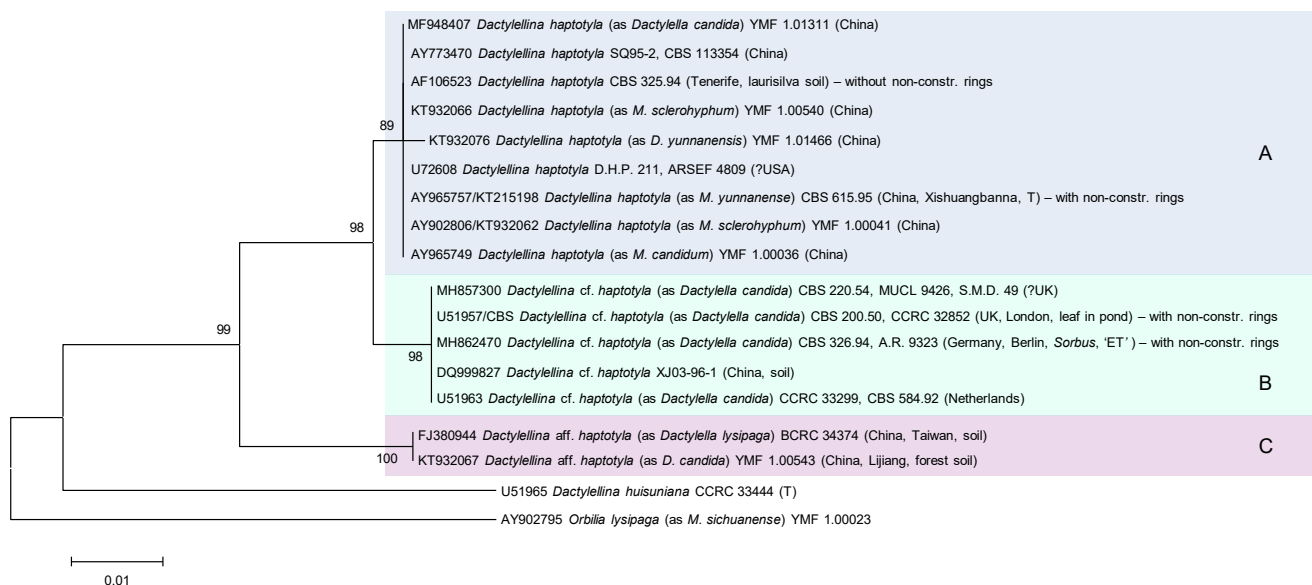 MF948407 Dactylellina haptotyla (as Dactylella candida) YMF 1.01311 (China)
AY773470 Dactylellina haptotyla SQ95-2, CBS 113354 (China)
AF106523 Dactylellina haptotyla CBS 325.94 (Tenerife, laurisilva soil) – without non-constr. rings
KT932066 Dactylellina haptotyla (as M. sclerohyphum) YMF 1.00540 (China)
89
KT932076 Dactylellina haptotyla (as D. yunnanensis) YMF 1.01466 (China)
A
U72608 Dactylellina haptotyla D.H.P. 211, ARSEF 4809 (?USA)
AY965757/KT215198 Dactylellina haptotyla (as M. yunnanense) CBS 615.95 (China, Xishuangbanna, T) – with non-constr. rings
AY902806/KT932062 Dactylellina haptotyla (as M. sclerohyphum) YMF 1.00041 (China)
98
AY965749 Dactylellina haptotyla (as M. candidum) YMF 1.00036 (China)
MH857300 Dactylellina cf. haptotyla (as Dactylella candida) CBS 220.54, MUCL 9426, S.M.D. 49 (?UK)
U51957/CBS Dactylellina cf. haptotyla (as Dactylella candida) CBS 200.50, CCRC 32852 (UK, London, leaf in pond) – with non-constr. rings
99
MH862470 Dactylellina cf. haptotyla (as Dactylella candida) CBS 326.94, A.R. 9323 (Germany, Berlin, Sorbus, ‘ET’ ) – with non-constr. rings
98
DQ999827 Dactylellina cf. haptotyla XJ03-96-1 (China, soil)
B
U51963 Dactylellina cf. haptotyla (as Dactylella candida) CCRC 33299, CBS 584.92 (Netherlands)
FJ380944 Dactylellina aff. haptotyla (as Dactylella lysipaga) BCRC 34374 (China, Taiwan, soil)
C
100
KT932067 Dactylellina aff. haptotyla (as D. candida) YMF 1.00543 (China, Lijiang, forest soil)
U51965 Dactylellina huisuniana CCRC 33444 (T)
AY902795 Orbilia lysipaga (as M. sichuanense) YMF 1.00023
0.01